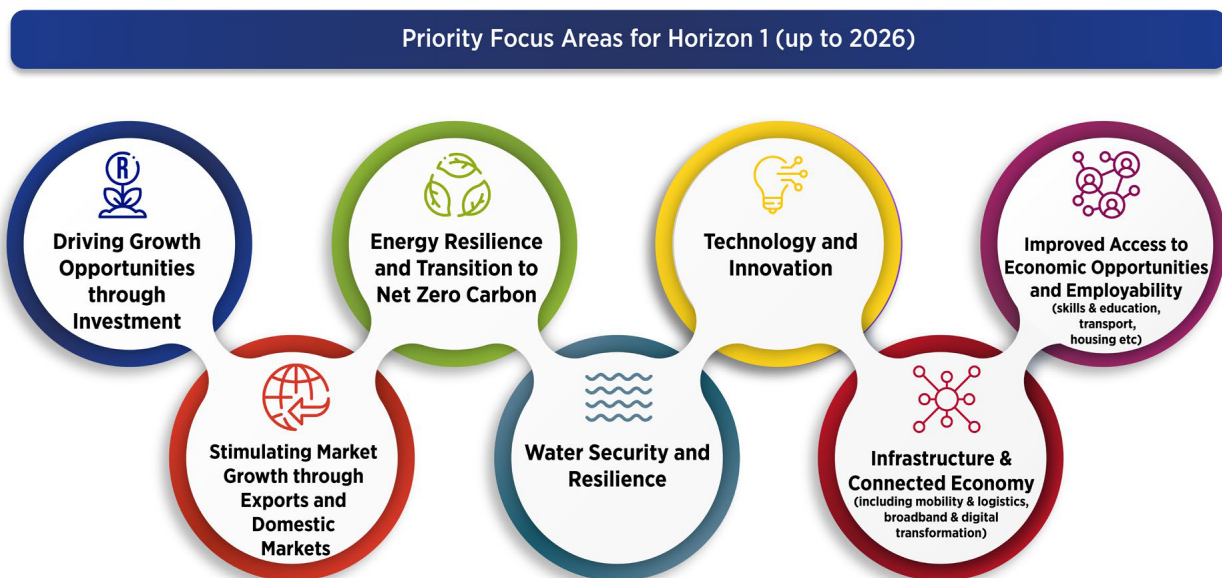 Priority Focus Areas for Horizon 1 (up to 2026)
R
Driving Growth
Opportunities
through
Investment
Stimulating Market
Growth through
Exports and
Domestic
Markets
Energy Resilience
and Transition to
Net Zero Carbon
Water Security and
Resilience
Technology and
Innovation
Infrastructure &
Connected Economy
(including mobility & logistics,
broadband & digital
transformation)
Improved Access to
Economic Opportunities
and Employability
(skills & education,
transport,
housing etc)